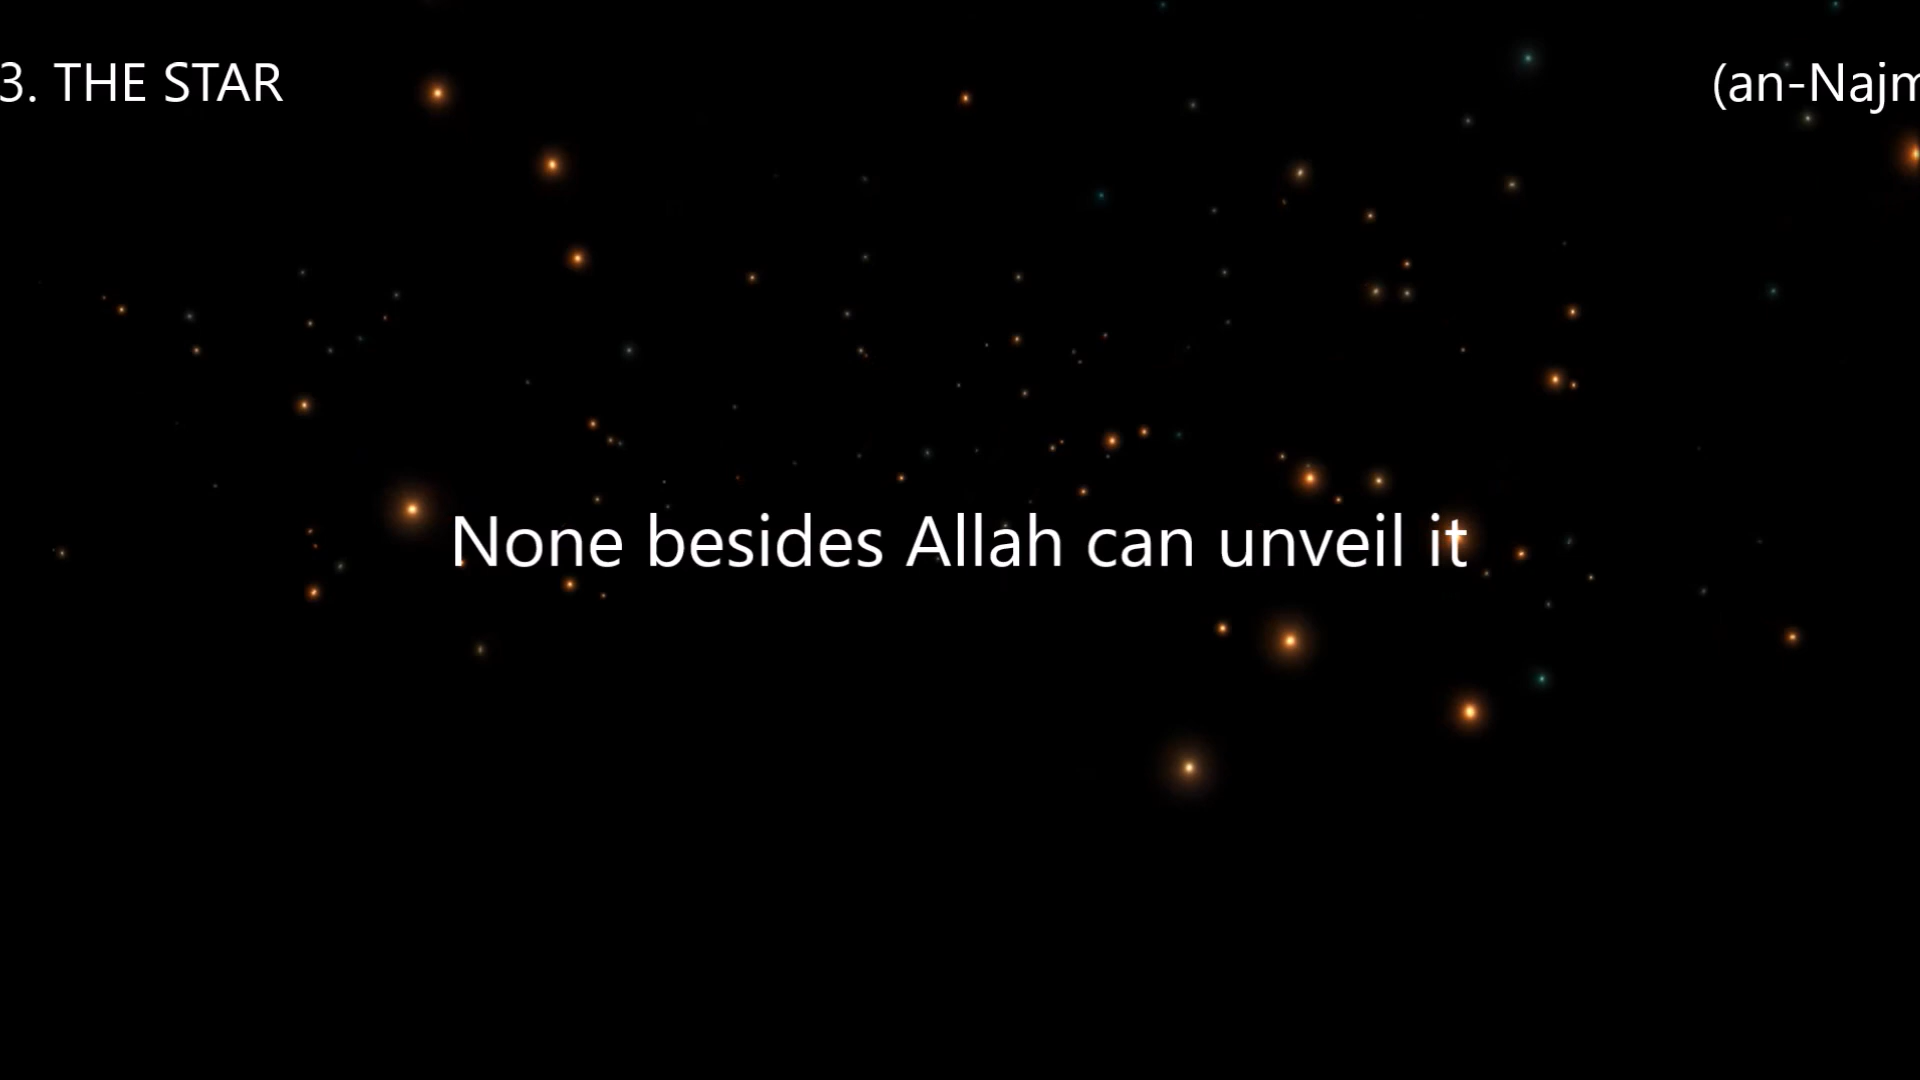 3. THE STAR (an-Najm
None besides Allah can unveil it